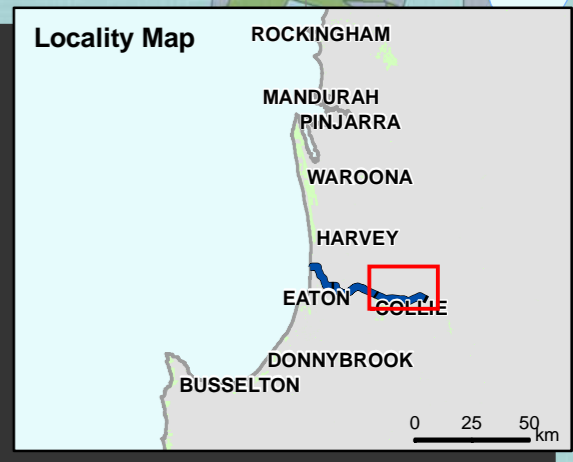 Locality Map
ROCKINGHAM
MANDURAH
PINJARRA
WAROONA
HARVEY
EATON
COLLIE
DONNYBROOK
BUSSELTON
0 25 50
km